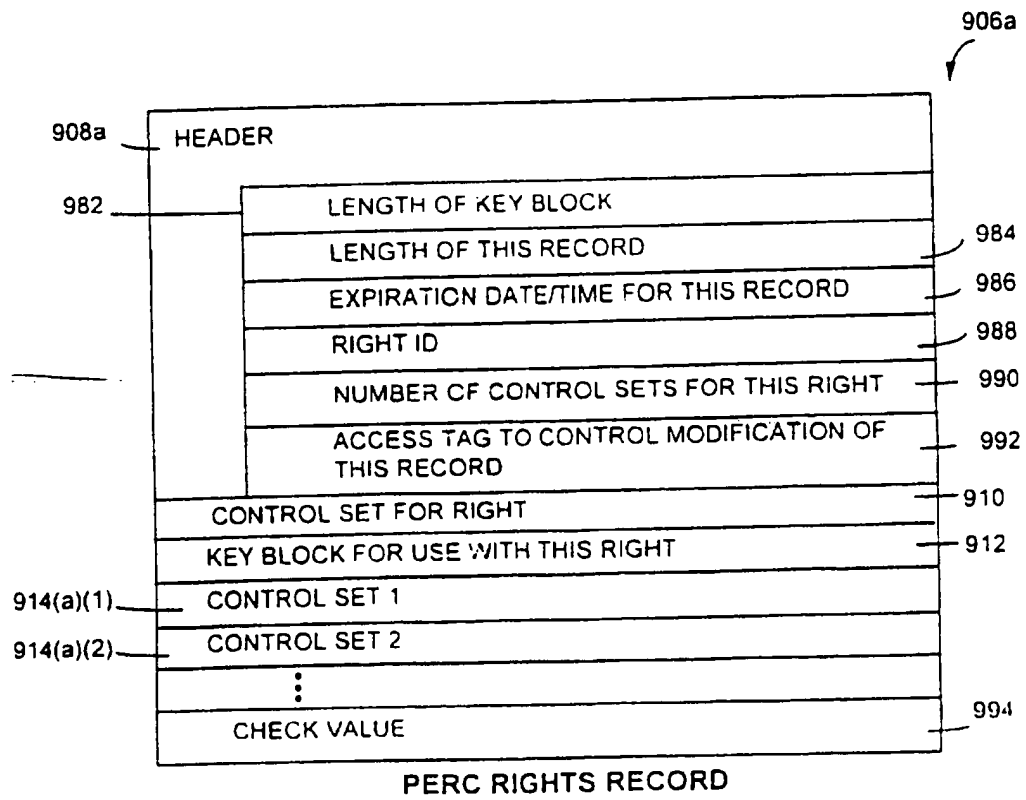 906a
908a
HEADER
982
LENGTH OF KEY BLOCK
LENGTH OF THIS RECORD
984
EXPIRATION DATE/TIME FOR THIS RECORD
986
RIGHT ID
988
NUMBER OF CONTROL SETS FOR THIS RIGHT
990
ACCESS TAG TO CONTROL MODIFICATION OF
THIS RECORD
992
CONTROL SET FOR RIGHT
910
KEY BLOCK FOR USE WITH THIS RIGHT
912
914(a)(1)
CONTROL SET 1
914(a)(2)
CONTROL SET 2
CHECK VALUE
994
PERC RIGHTS RECORD